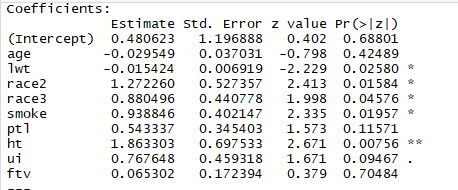 Coefficients:
Estimate Std. Error z value Pr(>|z|)
(Intercept) 0.480623 1.196888 0.402 0.68801
age -0.029549 0.037031 -0.798 0.42489
lwt -0.015424 0.006919 -2.229 0.02580 *
race2 1.272260 0.527357 2.413 0.01584 *
race3 0.880496 0.440778 1.998 0.04576 *
smoke 0.938846 0.402147 2.335 0.01957 *
ptl 0.543337 0.345403 1.573 0.11571
ht 1.863303 0.697533 2.671 0.00756 **
ui 0.767648 0.459318 1.671 0.09467 .
ftv 0.065302 0.172394 0.379 0.70484
---